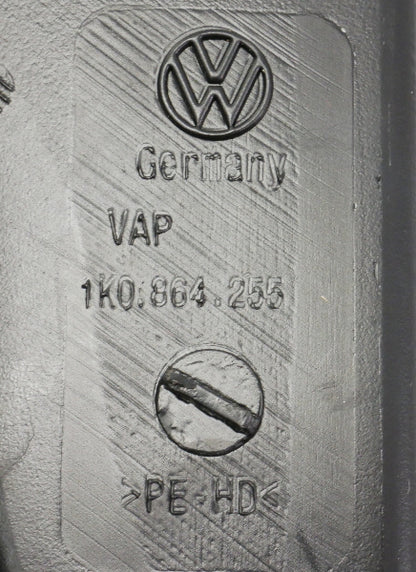 Germany
VAP
1K0.864.255
>PE-HD<